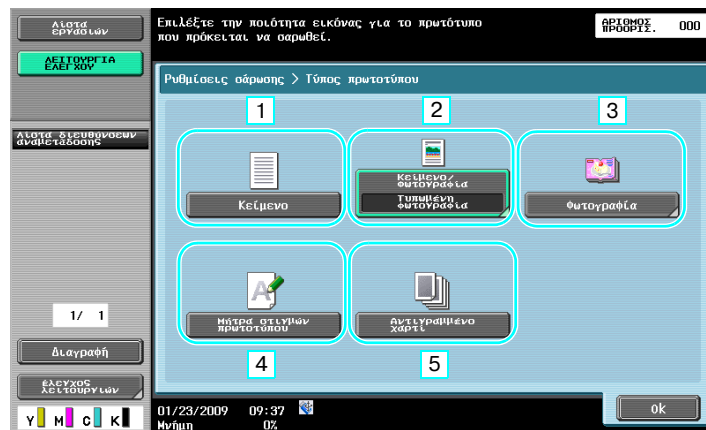 Λίστα
εργασιών
Επιλέξτε την ποιότητα εικόνας για το πρωτότυπο
που πρόκειται να σαρωθεί.
ΑΡΙΘΜΟΣ
ΠΡΟΟΡΙΣ.
000
ΛΕΙΤΟΥΡΓΙΑ
ΕΛΕΓΧΟΥ
Ρυθμίσεις σάρωσης > Τύπος πρωτοτύπου
1
2
3
Λίστα διευθύνσεων
αναμετάδοσης
Κείμενο
Κείμενο/
Φωτογραφία
Τυπωμένη
φωτογραφία
Φωτογραφία
Μήτρα στιγμών
πρωτοτύπου
Αντιγραμμένο
χαρτί
4
5
1/ 1
Διαγραφή
έλεγχος
λειτουργιών
Y M C K
01/23/2009 09:37
Μνήμη 0%
Ok